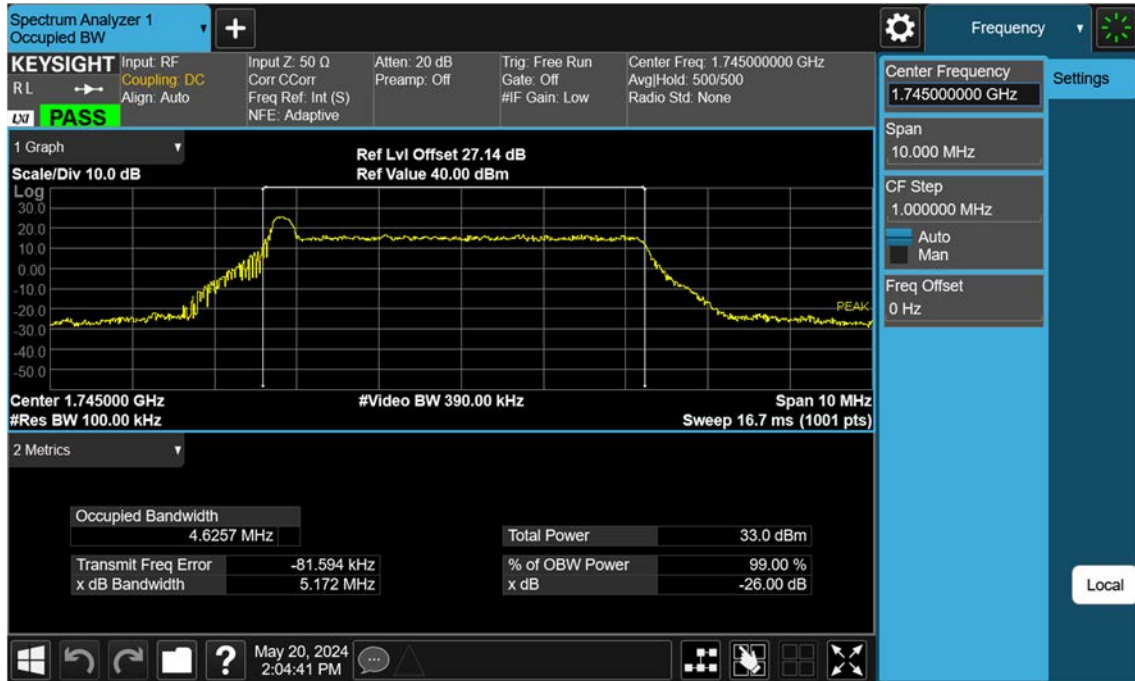 Spectrum Analyzer 1
Occupied BW
Frequency
KEYSIGHT
RL
LXI
PASS
Input: RF
Coupling: DC
Align: Auto
Input Z: 50 Ω
Corr CCorr
Freq Ref: Int (S)
NFE: Adaptive
Atten: 20 dB
Preamp: Off
Trig: Free Run
Gate: Off
#IF Gain: Low
Center Freq: 1.745000000 GHz
Avg|Hold: 500/500
Radio Std: None
Center Frequency
1.745000000 GHz
Settings
Span
10.000 MHz
CF Step
1.000000 MHz
Auto
Man
Freq Offset
0 Hz
1 Graph
Scale/Div 10.0 dB
Ref Lvl Offset 27.14 dB
Ref Value 40.00 dBm
Log
30.0
20.0
10.0
0.00
-10.0
-20.0
-30.0
-40.0
-50.0
PEAK
Center 1.745000 GHz
#Video BW 390.00 kHz
Span 10 MHz
#Res BW 100.00 kHz
Sweep 16.7 ms (1001 pts)
2 Metrics
Occupied Bandwidth
4.6257 MHz
Total Power 33.0 dBm
Transmit Freq Error -81.594 kHz
% of OBW Power 99.00 %
x dB Bandwidth 5.172 MHz
x dB -26.00 dB
Local
?
May 20, 2024
2:04:41 PM